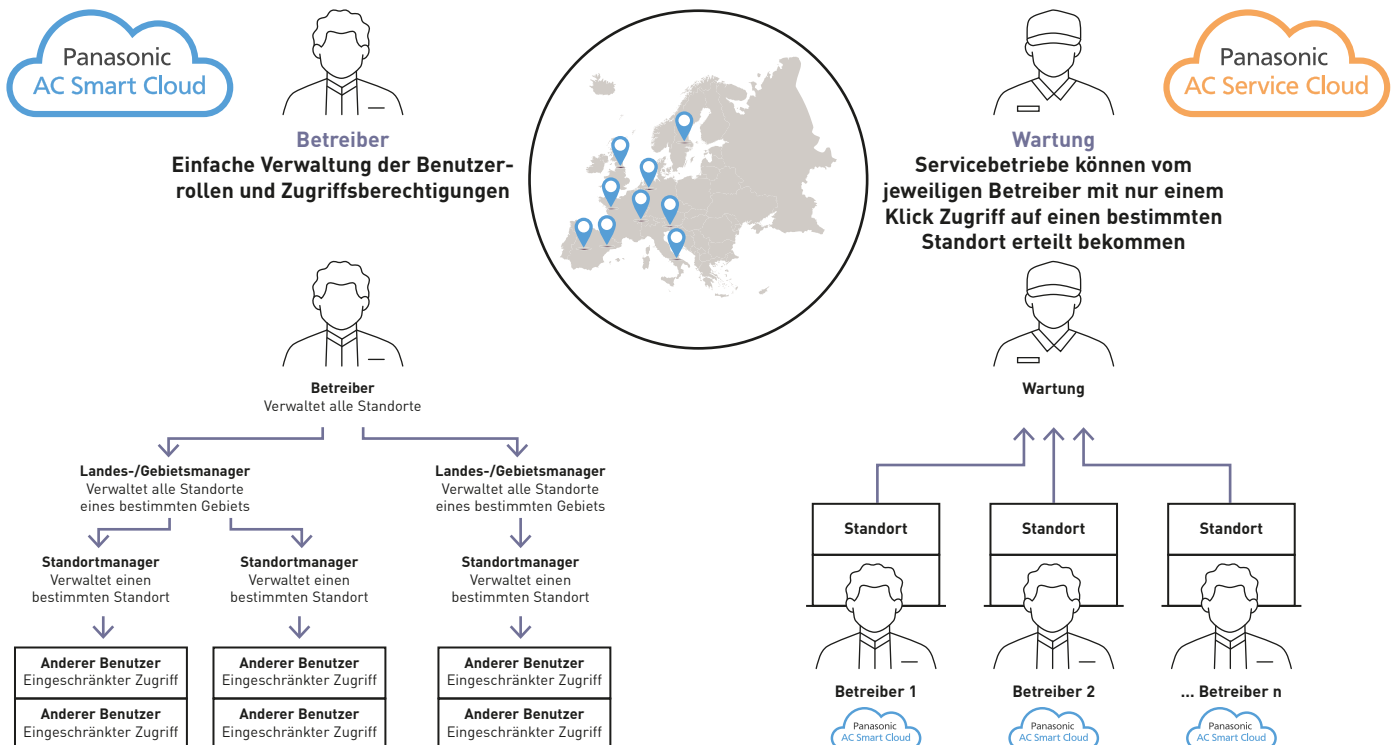 Panasonic
AC Smart Cloud
Betreiber
Einfache Verwaltung der Benutzer-
rollen und Zugriffsberechtigungen
Panasonic
AC Service Cloud
Wartung
Servicebetriebe können vom
jeweiligen Betreiber mit nur einem
Klick Zugriff auf einen bestimmten
Standort erteilt bekommen
Betreiber
Verwaltet alle Standorte
Landes-/Gebietsmanager
Verwaltet alle Standorte
eines bestimmten Gebiets
Landes-/Gebietsmanager
Verwaltet alle Standorte
eines bestimmten Gebiets
Standortmanager
Verwaltet einen
bestimmten Standort
Standortmanager
Verwaltet einen
bestimmten Standort
Standortmanager
Verwaltet einen
bestimmten Standort
Anderer Benutzer
Eingeschränkter Zugriff
Anderer Benutzer
Eingeschränkter Zugriff
Anderer Benutzer
Eingeschränkter Zugriff
Anderer Benutzer
Eingeschränkter Zugriff
Anderer Benutzer
Eingeschränkter Zugriff
Anderer Benutzer
Eingeschränkter Zugriff
Wartung
Standort
Standort
Standort
Betreiber 1
Betreiber 2
... Betreiber n
Panasonic
AC Smart Cloud
Panasonic
AC Smart Cloud
Panasonic
AC Smart Cloud